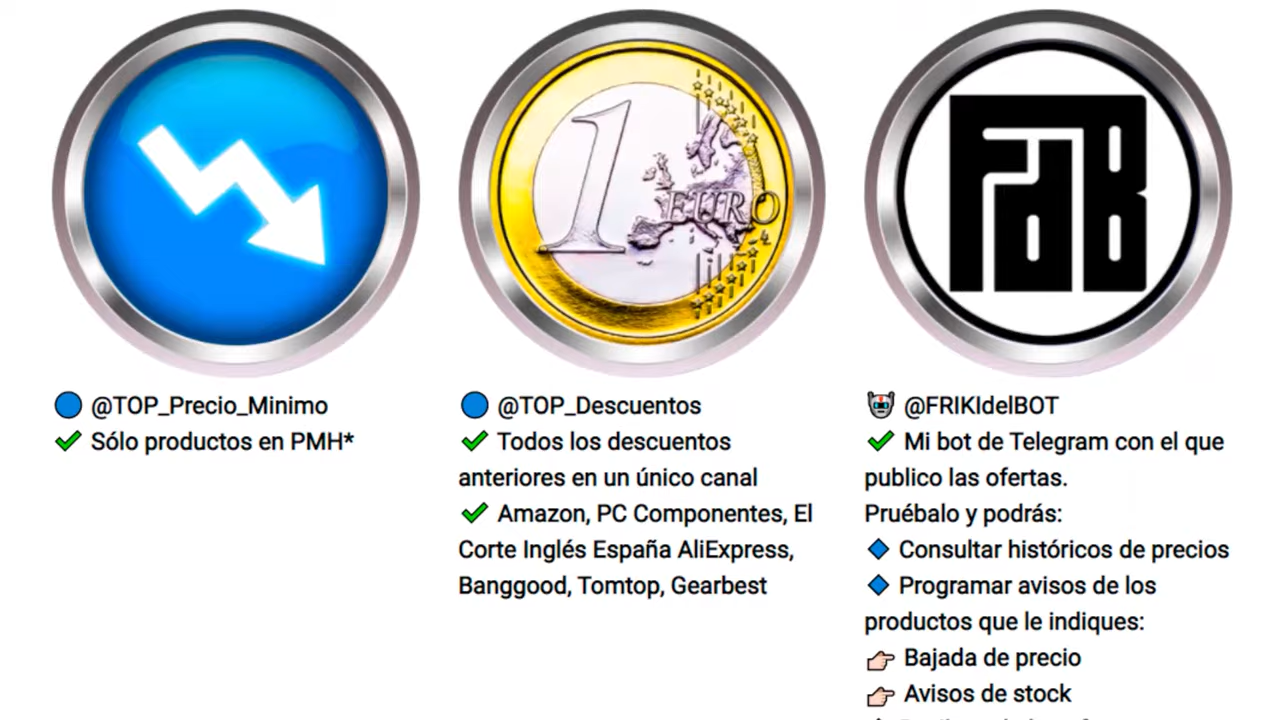 1
EURO
FdB
@TOP_Precio_Minimo
Sólo productos en PMH*
@TOP_Descuentos
Todos los descuentos
anteriores en un único canal
Amazon, PC Componentes, El
Corte Inglés España AliExpress,
Banggood, Tomtop, Gearbest
@FRIKIdelBOT
Mi bot de Telegram con el que
publico las ofertas.
Pruébalo y podrás:
Consultar históricos de precios
Programar avisos de los
productos que le indiques:
Bajada de precio
Avisos de stock